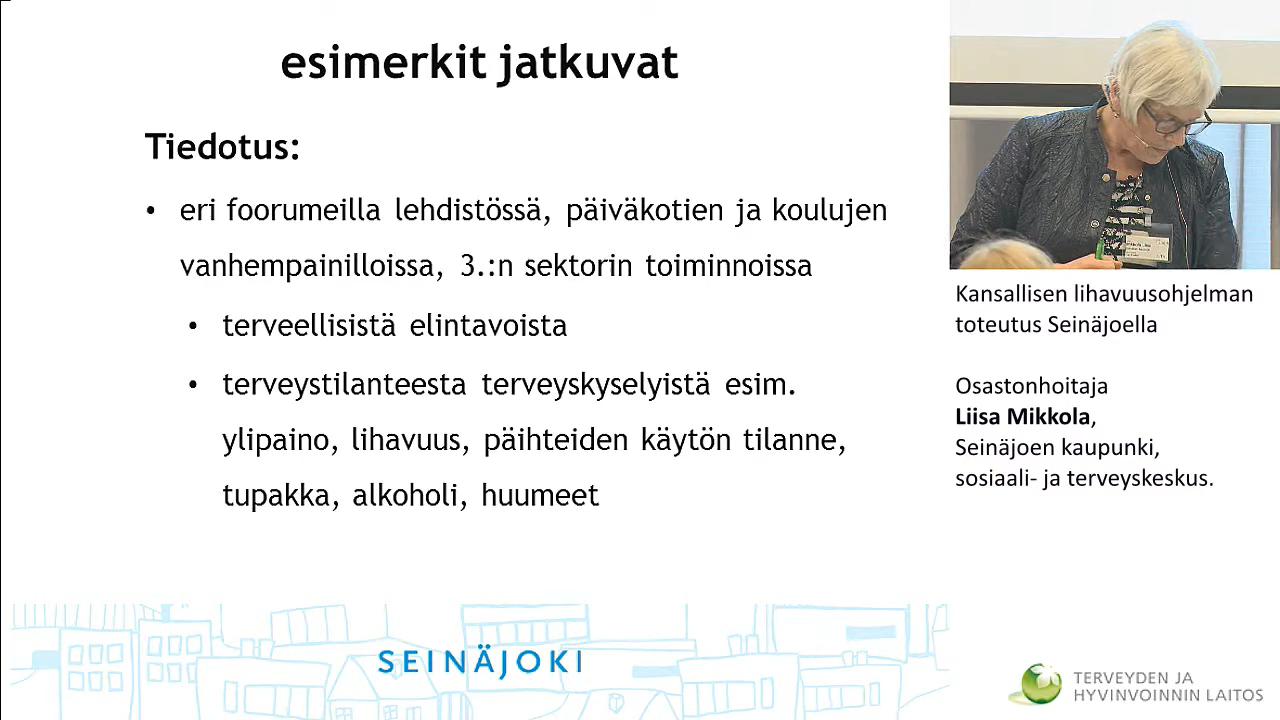 esimerkit jatkuvat
Tiedotus:
• eri foorumeilla lehdistössä, päiväkotien ja koulujen
vanhempainilloissa, 3.:n sektorin toiminnoissa
• terveellisistä elintavoista
• terveystilanteesta terveyskyselyistä esim.
ylipaino, lihavuus, päihteiden käytön tilanne,
tupakka, alkoholi, huumeet
SEINÄJOKI
Kansallisen lihavuusohjelman
toteutus Seinäjoella
Osastonhoitaja
Liisa Mikkola,
Seinäjoen kaupunki,
sosiaali- ja terveyskeskus.
TERVEYDEN JA
HYVINVOINNIN LAITOS